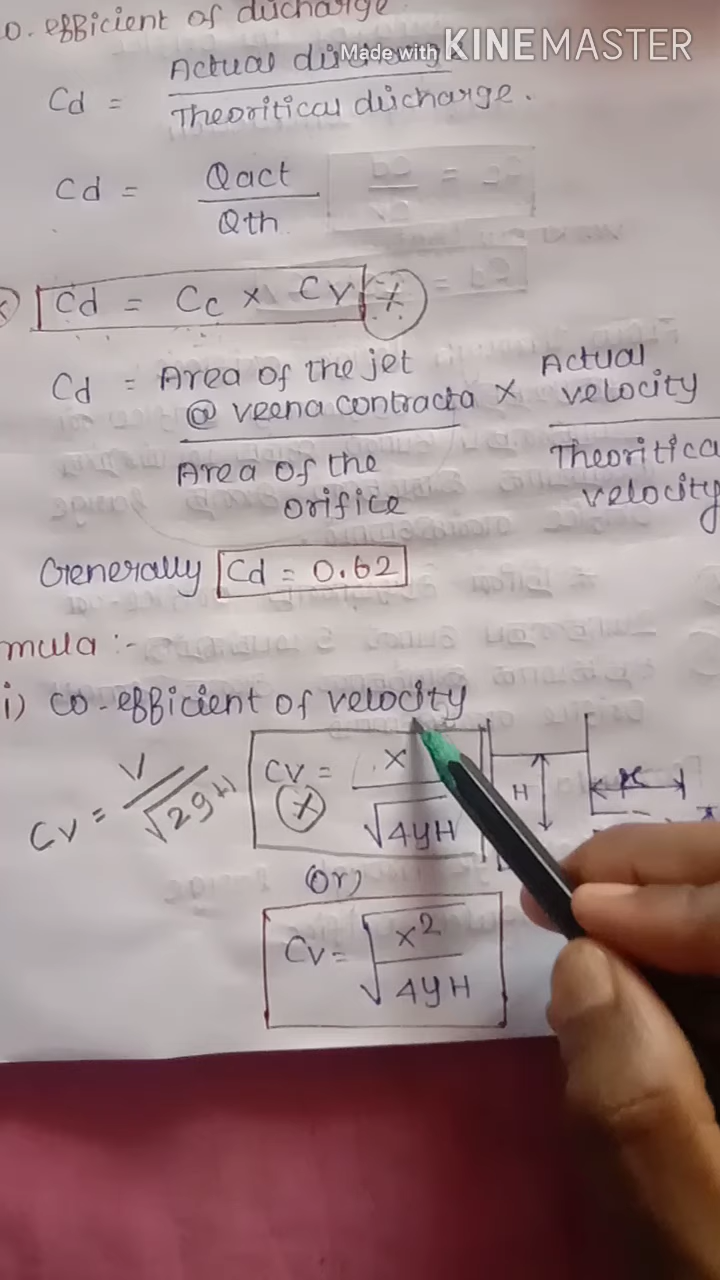 o. efficient of discharge
Made with KINEMASTER
Cd = Actual discharge
Theoritical discharge.
Cd = Qact
Qth
Cd = Cc x Cv
Cd = Area of the jet @ veena contracta x Actual velocity
Area of the orifice Theoritica velocity
Generally Cd = 0.62
mula :-
i) co-efficient of velocity
Cv = V / √2gH
Cv = x / √4yH
H
x
(or)
Cv = √x² / 4yH